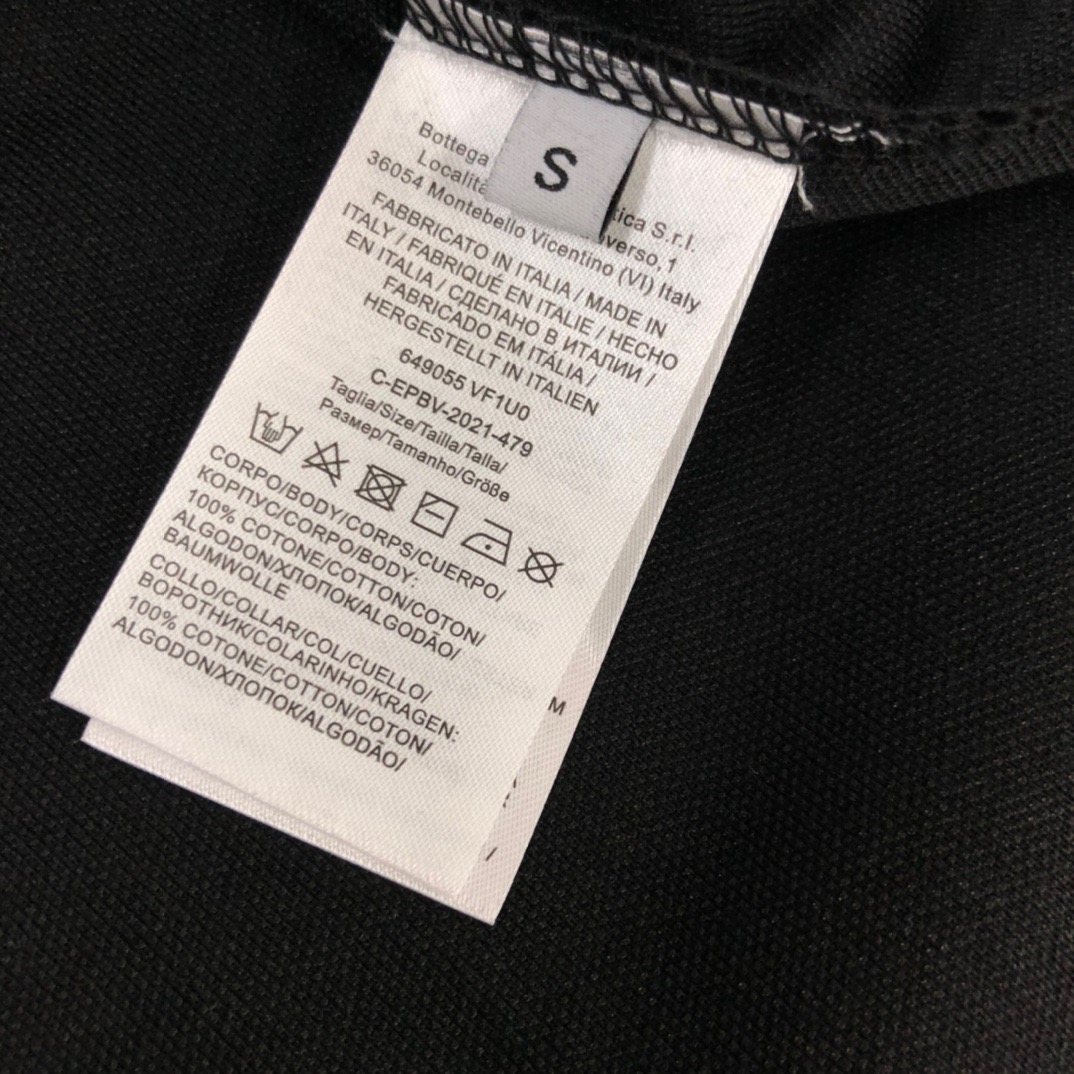 S
Bottega
tica S.r.l.
Località
verso, 1
36054 Montebello Vicentino (VI) Italy
FABBRICATO IN ITALIA / MADE IN
ITALY / FABRIQUÉ EN ITALIE / HECHO
EN ITALIA / СДЕЛАНО В ИТАЛИИ /
FABRICADO EM ITÁLIA /
HERGESTELLT IN ITALIEN
649055 VF1U0
C-EPBV-2021-479
Taglia/Size/Taille/Talla/
Размер/Tamanho/Größe
CORPO/BODY/CORPS/CUERPO/
КОРПУС/CORPO/BODY:
100% COTONE/COTTON/COTON/
ALGODON/ХЛОПОК/ALGODÃO/
BAUMWOLLE
COLLO/COLLAR/COL/CUELLO/
ВОРОТНИК/COLARINHO/KRAGEN:
100% COTONE/COTTON/COTON/
ALGODON/ХЛОПОК/ALGODÃO/
M
/